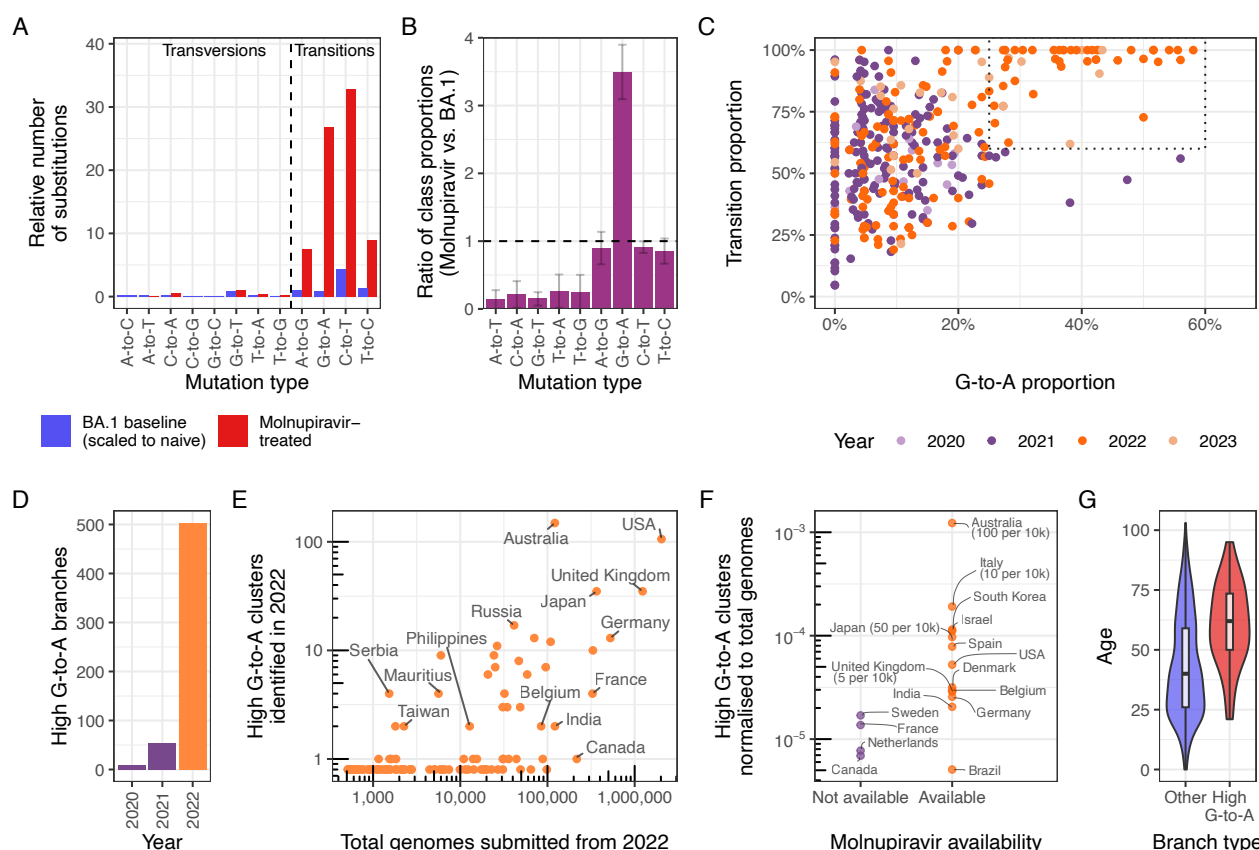 A
Relative number
of substitutions
40
30
20
10
0
Transversions
Transitions
A-to-C
A-to-T
C-to-A
C-to-G
G-to-C
G-to-T
T-to-A
T-to-G
A-to-G
G-to-A
C-to-T
T-to-C
Mutation type
BA.1 baseline
(scaled to naive)
Molnupiravir–
treated
B
Ratio of class proportions
(Molnupiravir vs. BA.1)
4
3
2
1
0
A-to-T
C-to-A
G-to-T
T-to-A
T-to-G
A-to-G
G-to-A
C-to-T
T-to-C
Mutation type
C
Transition proportion
100%
75%
50%
25%
0%
0%
20%
40%
60%
G-to-A proportion
Year
2020
2021
2022
2023
D
High G-to-A branches
500
400
300
200
100
0
2020
2021
2022
Year
E
High G-to-A clusters
identified in 2022
100
10
1
Australia
USA
United Kingdom
Japan
Russia
Germany
Philippines
Serbia
Mauritius
France
Belgium
Taiwan
India
Canada
1,000
10,000
100,000
1,000,000
Total genomes submitted from 2022
F
High G-to-A clusters
normalised to total genomes
10−3
10−4
10−5
Australia
(100 per 10k)
Italy
(10 per 10k)
South Korea
Israel
Japan (50 per 10k)
Spain
USA
United Kingdom
(5 per 10k)
Denmark
Belgium
India
Germany
Sweden
France
Netherlands
Canada
Brazil
Not available
Available
Molnupiravir availability
G
Age
100
75
50
25
0
Other
High
G-to-A
Branch type